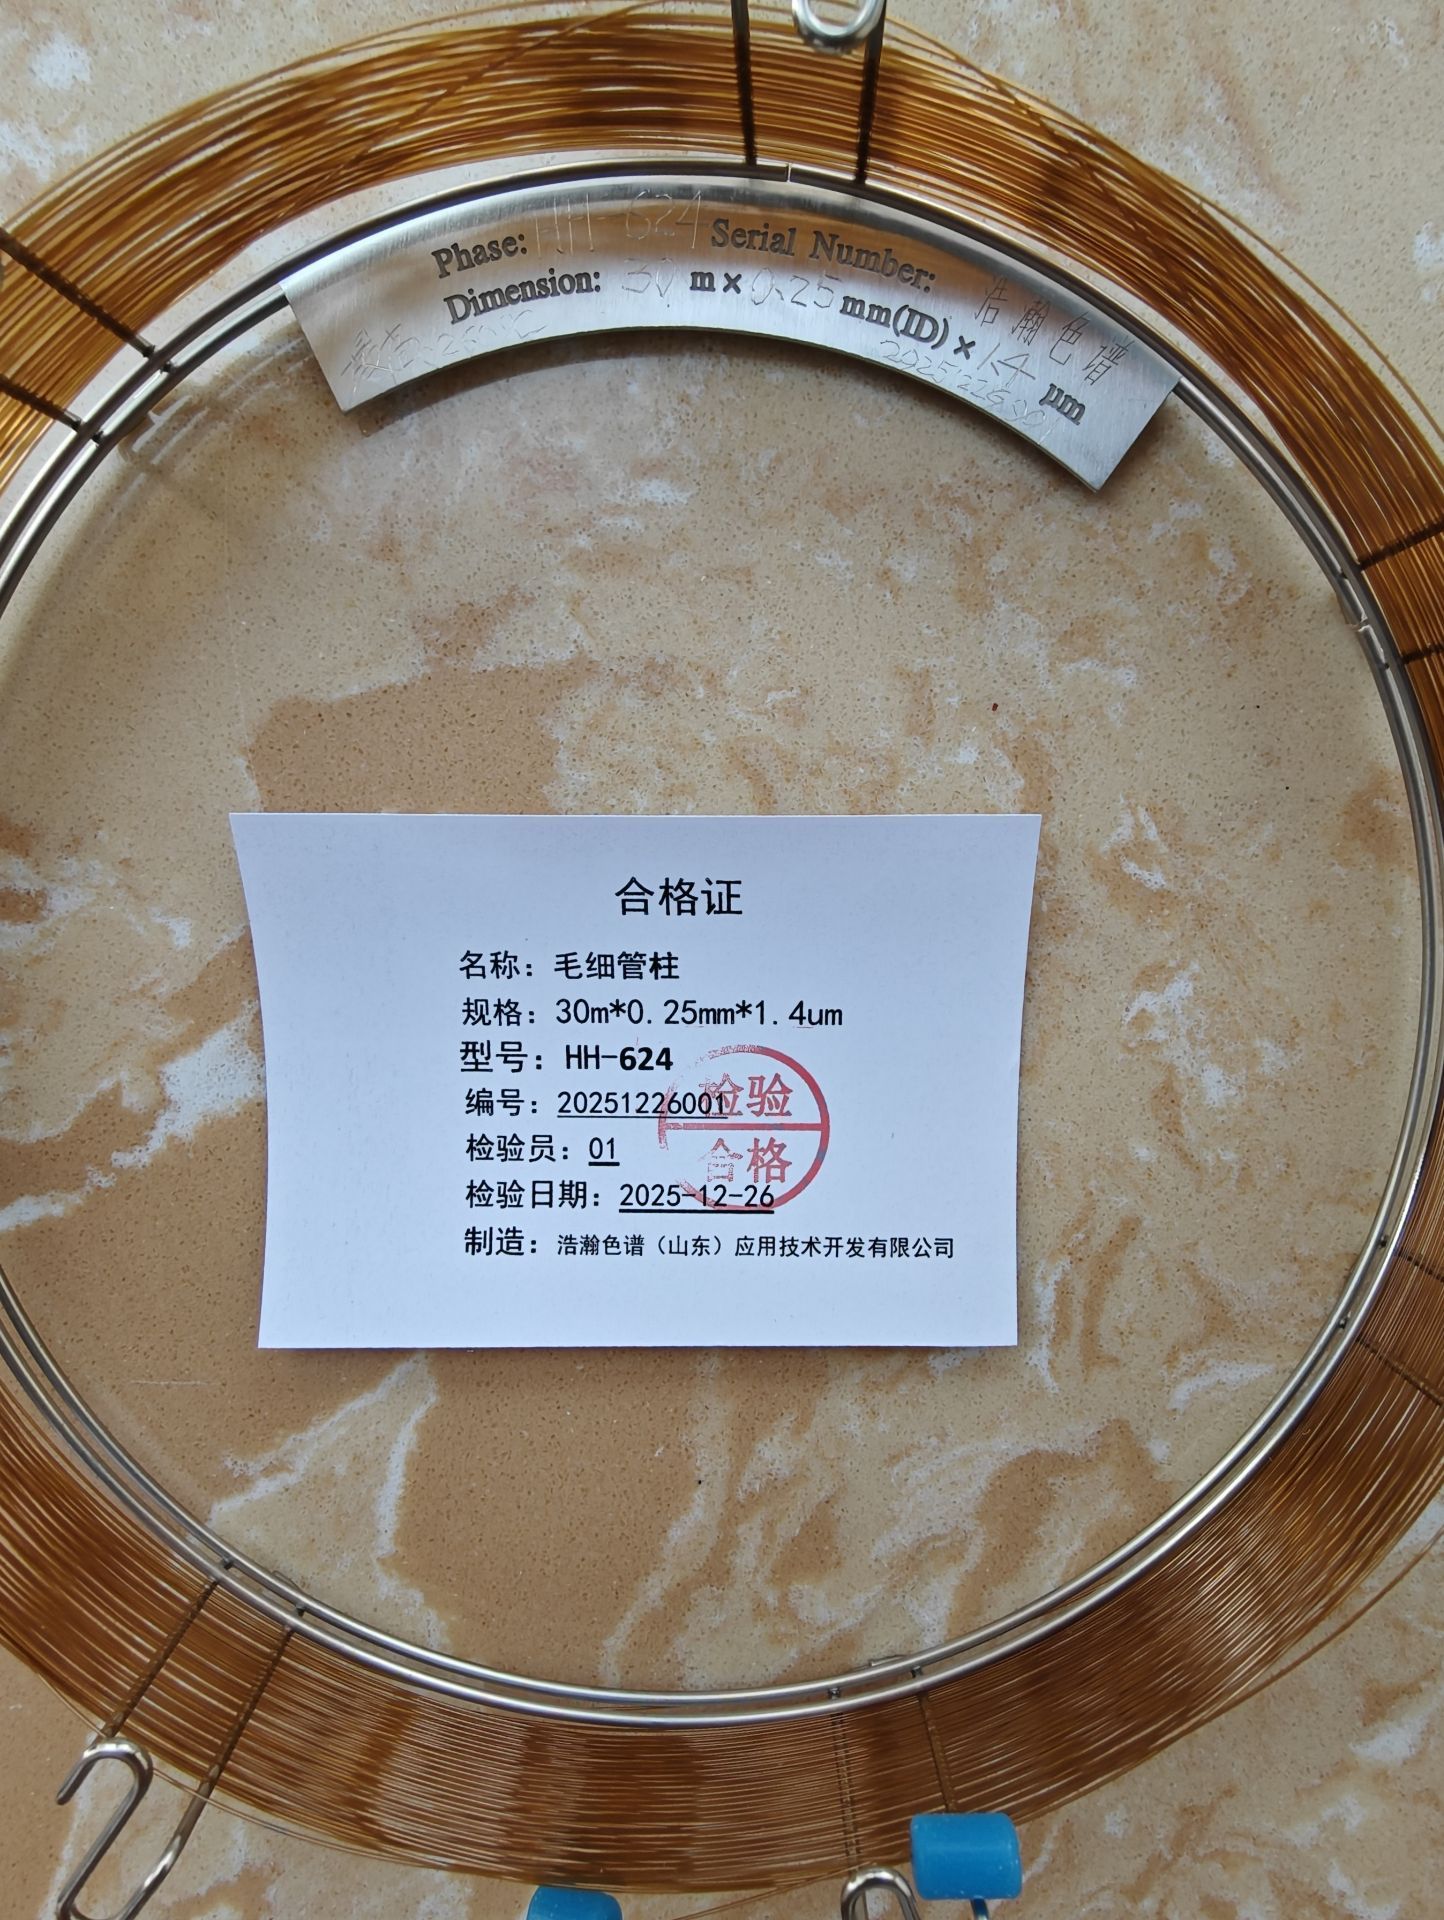 Phase: HH-624 Serial Number:
Dimension: 30 m × 0.25 mm(ID) × 1.4 μm
浩瀚色谱
20251226001
260℃
合格证
名称：毛细管柱
规格：30m*0.25mm*1.4um
型号：HH-624
编号：20251226001
检验员：01
检验日期：2025-12-26
制造：浩瀚色谱（山东）应用技术开发有限公司
检验
合格